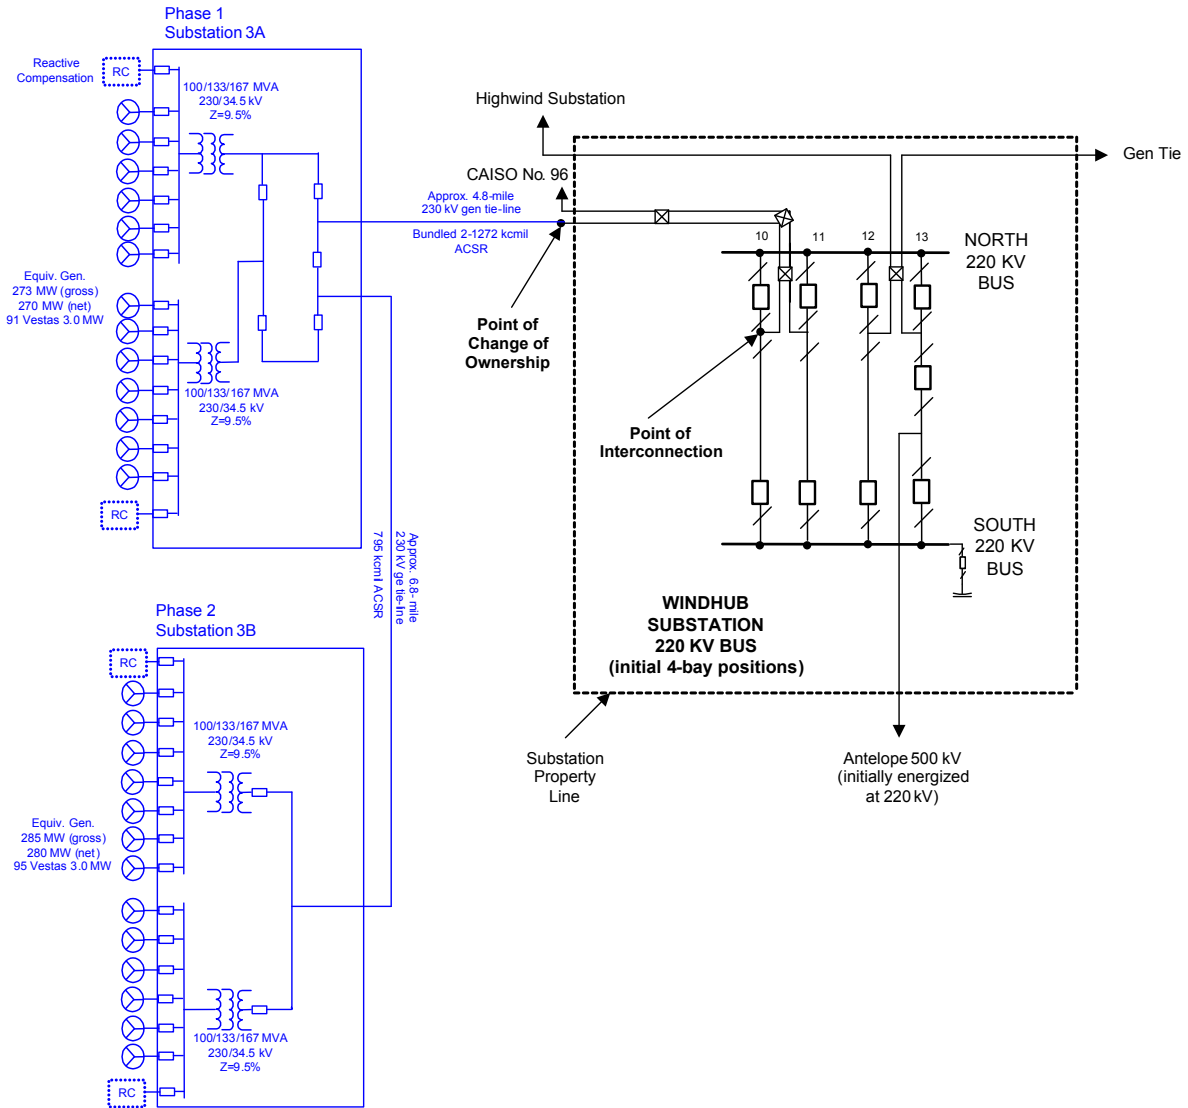 Phase 1
Substation 3A
Reactive
Compensation
RC
100/133/167 MVA
230/34.5 kV
Z=9.5%
Equiv. Gen.
273 MW (gross)
270 MW (net)
91 Vestas 3.0 MW
100/133/167 MVA
230/34.5 kV
Z=9.5%
RC
Approx. 4.8-mile
230 kV gen tie-line
Bundled 2-1272 kcmil
ACSR
Approx. 6.8- mile
230 kV ge tie-line
795 kcmil ACSR
Phase 2
Substation 3B
RC
100/133/167 MVA
230/34.5 kV
Z=9.5%
Equiv. Gen.
285 MW (gross)
280 MW (net)
95 Vestas 3.0 MW
100/133/167 MVA
230/34.5 kV
Z=9.5%
RC
Highwind Substation
CAISO No. 96
Gen Tie
10
11
12
13
NORTH
220 KV
BUS
Point of
Change of
Ownership
Point of
Interconnection
SOUTH
220 KV
BUS
WINDHUB
SUBSTATION
220 KV BUS
(initial 4-bay positions)
Substation
Property
Line
Antelope 500 kV
(initially energized
at 220 kV)